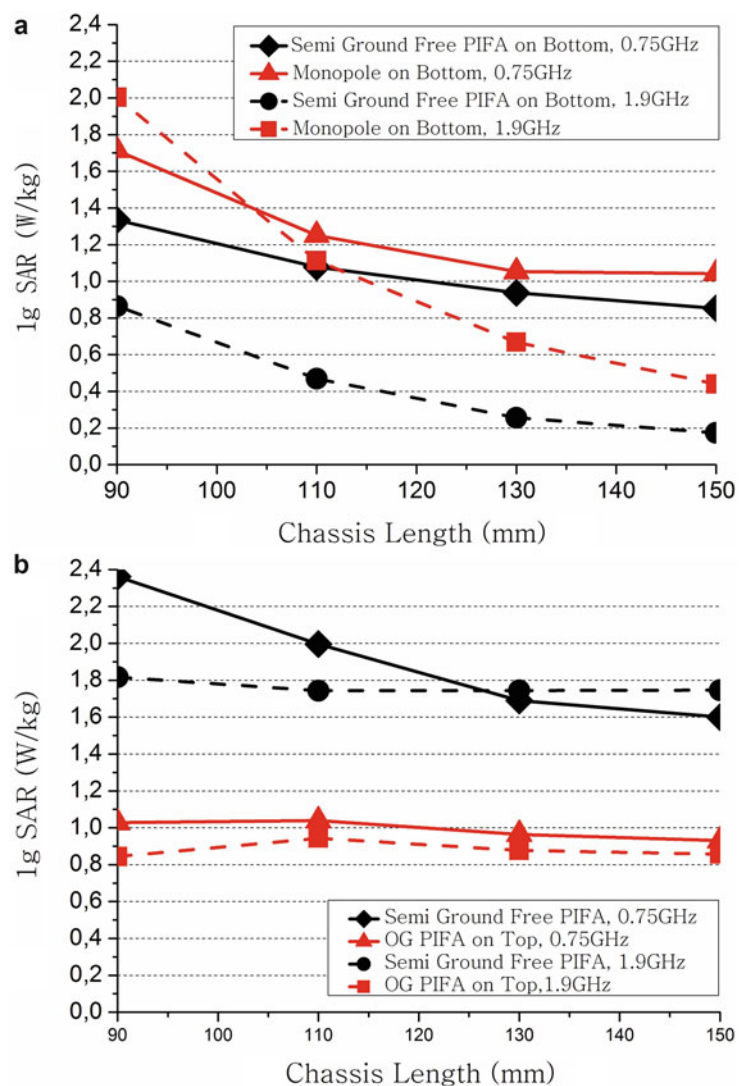 a
2,4
2,2
2,0
1,8
1,6
1,4
1,2
1,0
0,8
0,6
0,4
0,2
0,0
1g SAR (W/kg)
Semi Ground Free PIFA on Bottom, 0.75GHz
Monopole on Bottom, 0.75GHz
Semi Ground Free PIFA on Bottom, 1.9GHz
Monopole on Bottom, 1.9GHz
90 100 110 120 130 140 150
Chassis Length (mm)
b
2,4
2,2
2,0
1,8
1,6
1,4
1,2
1,0
0,8
0,6
0,4
0,2
0,0
1g SAR (W/kg)
Semi Ground Free PIFA, 0.75GHz
OG PIFA on Top, 0.75GHz
Semi Ground Free PIFA, 1.9GHz
OG PIFA on Top,1.9GHz
90 100 110 120 130 140 150
Chassis Length (mm)